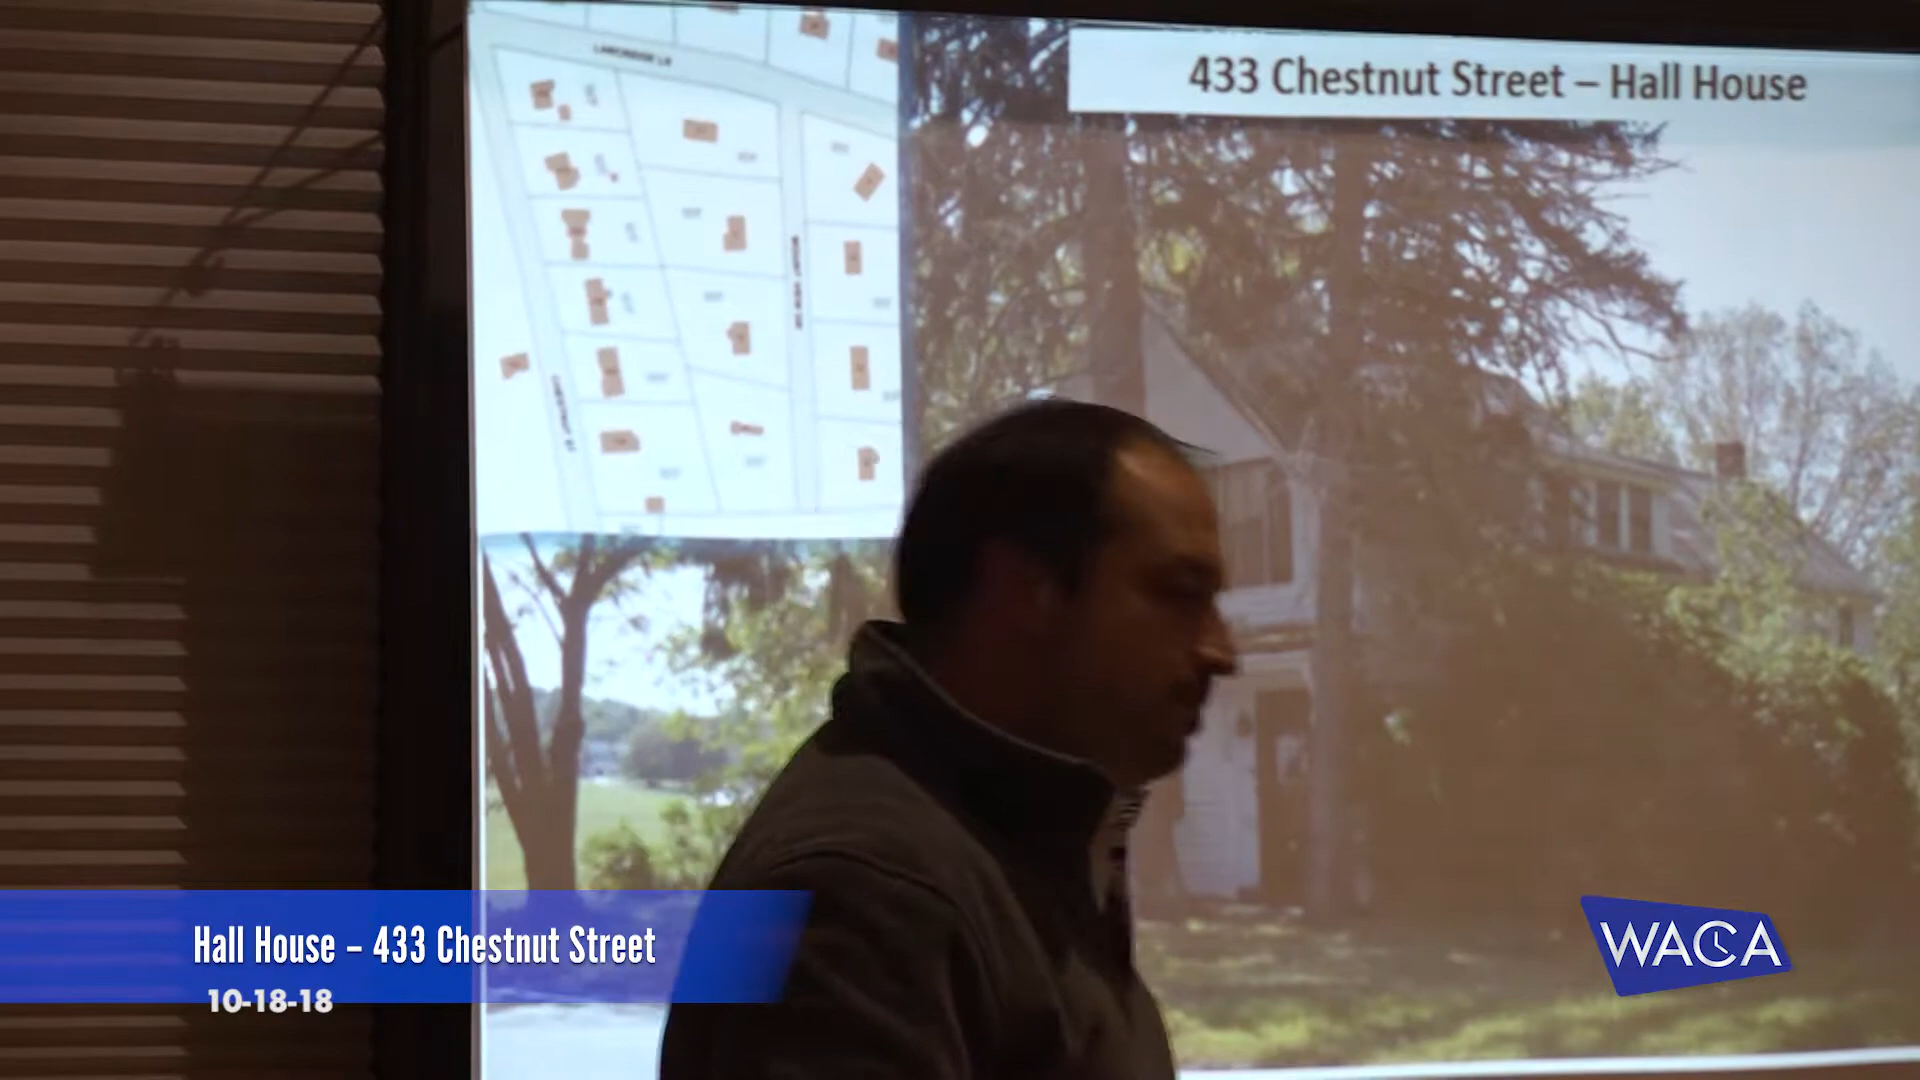 433 Chestnut Street – Hall House
Hall House – 433 Chestnut Street
10-18-18
WACA